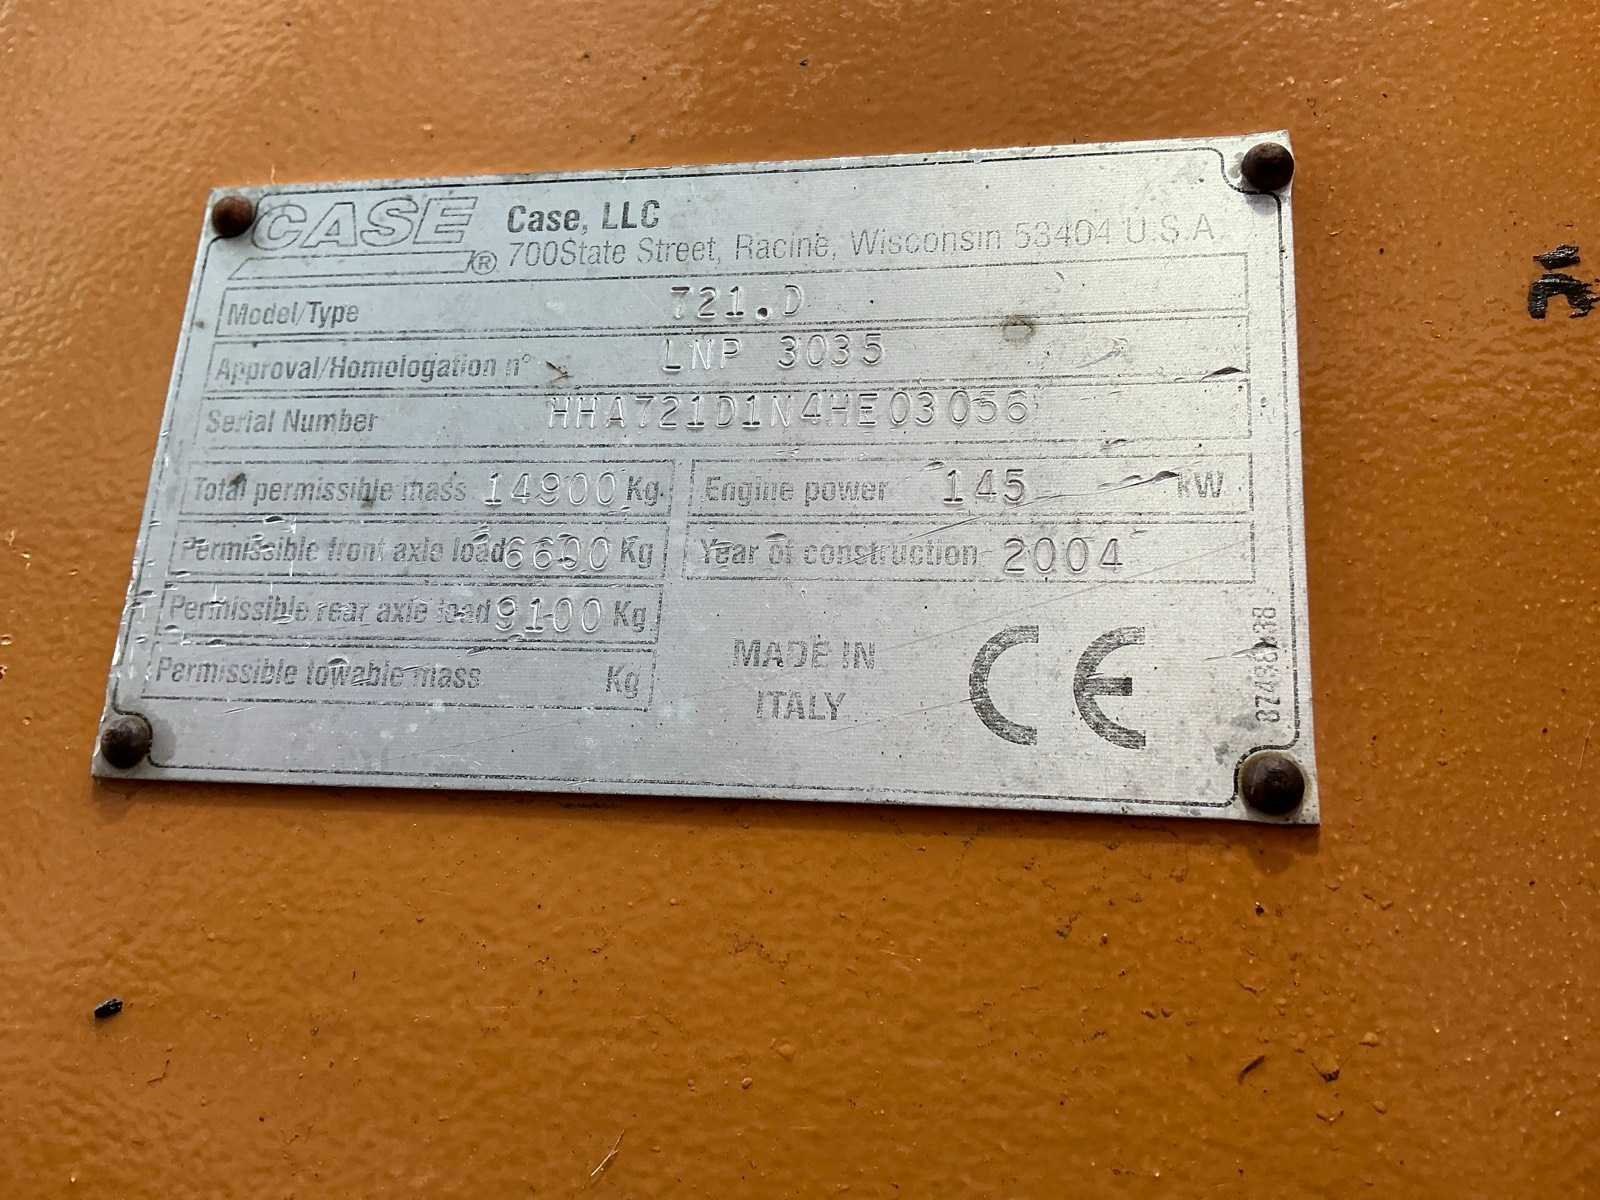 CASE ® Case, LLC
700State Street, Racine, Wisconsin 53404 U.S.A
Model/Type 721.D
Approval/Homologation n° LNP 3035
Serial Number HHA721D1N4HE03056
Total permissible mass 14900 Kg
Engine power 145 kW
Permissible front axle load 6600 Kg
Year of construction 2004
Permissible rear axle load 9100 Kg
Permissible towable mass Kg
MADE IN
ITALY
CE